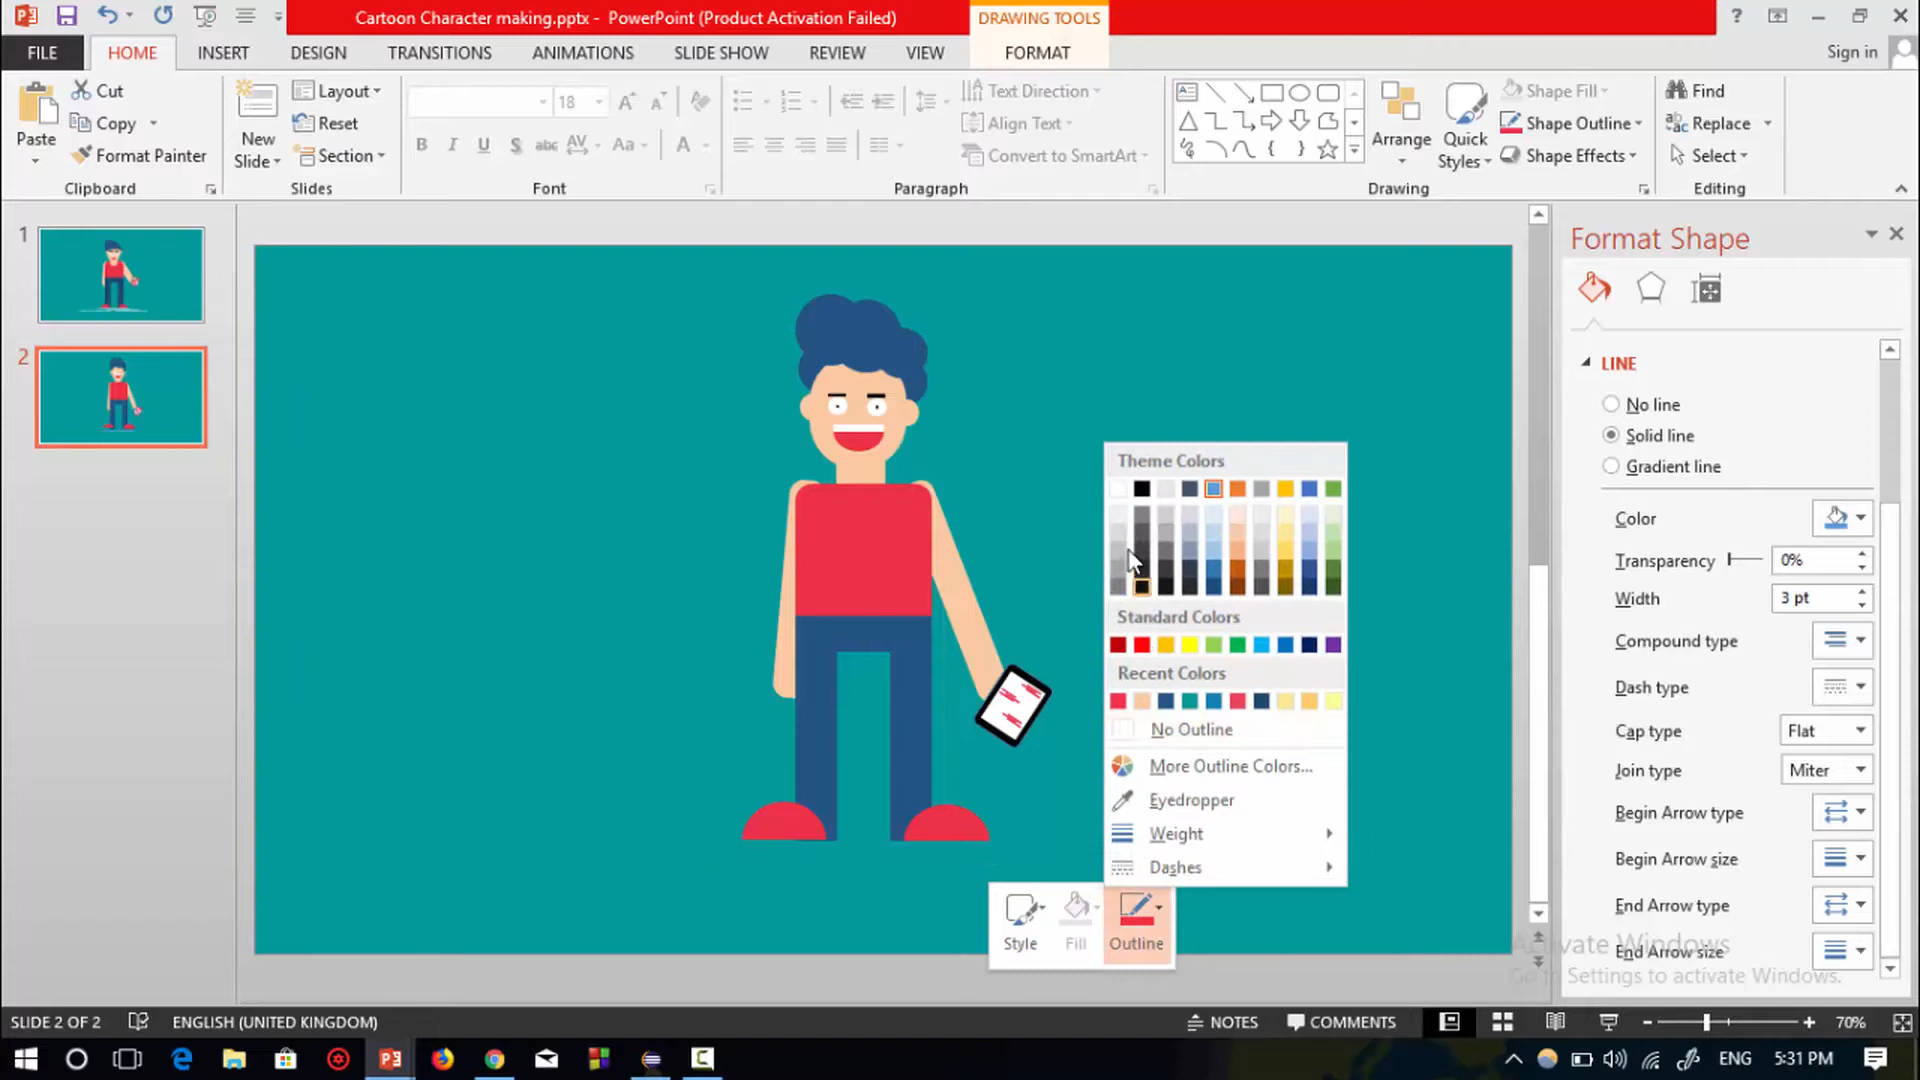 Cartoon Character making.pptx - PowerPoint (Product Activation Failed)
DRAWING TOOLS
?
FILE
HOME
INSERT
DESIGN
TRANSITIONS
ANIMATIONS
SLIDE SHOW
REVIEW
VIEW
FORMAT
Sign in
Paste
Cut
Copy
Format Painter
Clipboard
New
Slide
Layout
Reset
Section
Slides
18
B I U S abc AV Aa A
Font
Text Direction
Align Text
Convert to SmartArt
Paragraph
Arrange
Quick
Styles
Shape Fill
Shape Outline
Shape Effects
Drawing
Find
Replace
Select
Editing
1
2
Theme Colors
Standard Colors
Recent Colors
No Outline
More Outline Colors...
Eyedropper
Weight
Dashes
Style
Fill
Outline
Format Shape
LINE
No line
Solid line
Gradient line
Color
Transparency
0%
Width
3 pt
Compound type
Dash type
Cap type
Flat
Join type
Miter
Begin Arrow type
Begin Arrow size
End Arrow type
End Arrow size
Activate Windows
Go to Settings to activate Windows.
SLIDE 2 OF 2
ENGLISH (UNITED KINGDOM)
NOTES
COMMENTS
70%
ENG
5:31 PM